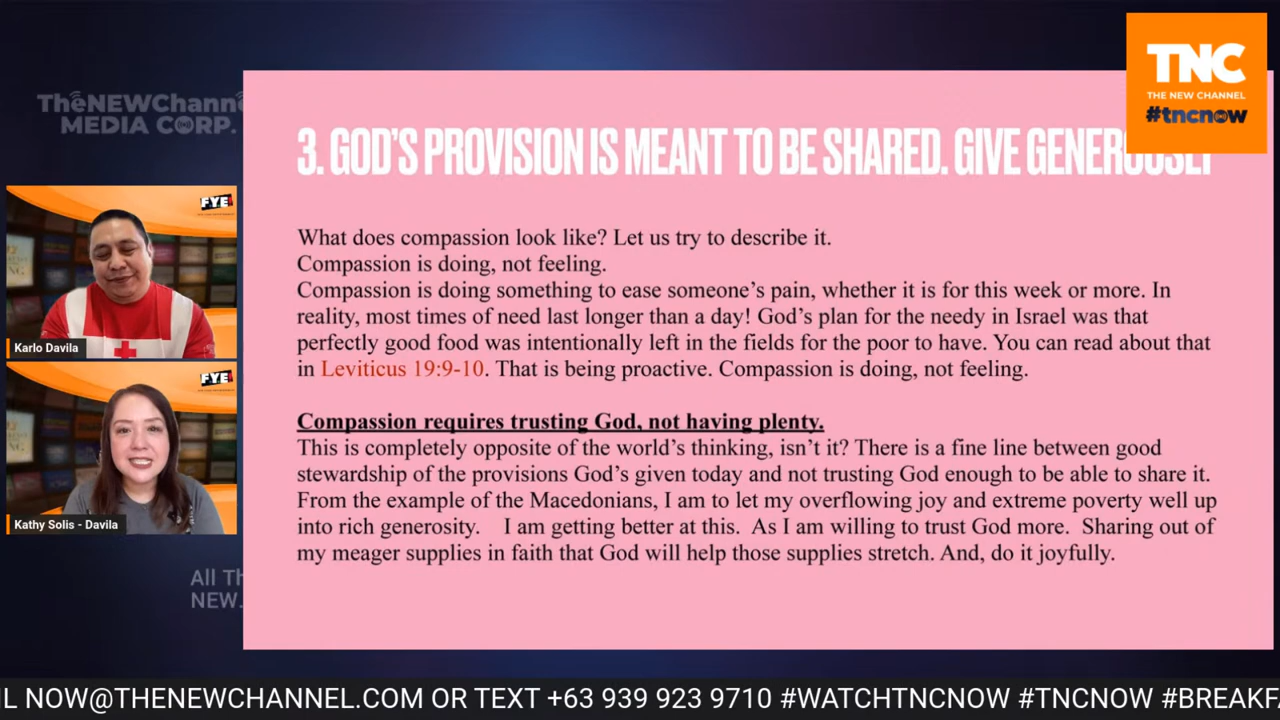 TheNEWChann
MEDIA CORP.
TNC
THE NEW CHANNEL
#tncnow
3. GOD'S PROVISION IS MEANT TO BE SHARED. GIVE GENEROUSLY
What does compassion look like? Let us try to describe it.
Compassion is doing, not feeling.
Compassion is doing something to ease someone's pain, whether it is for this week or more. In
reality, most times of need last longer than a day! God's plan for the needy in Israel was that
perfectly good food was intentionally left in the fields for the poor to have. You can read about that
in Leviticus 19:9-10. That is being proactive. Compassion is doing, not feeling.
Compassion requires trusting God, not having plenty.
This is completely opposite of the world's thinking, isn't it? There is a fine line between good
stewardship of the provisions God's given today and not trusting God enough to be able to share it.
From the example of the Macedonians, I am to let my overflowing joy and extreme poverty well up
into rich generosity. I am getting better at this. As I am willing to trust God more. Sharing out of
my meager supplies in faith that God will help those supplies stretch. And, do it joyfully.
FYE!
Karlo Davila
FYE!
Kathy Solis - Davila
All Th
NEW.
IL NOW@THENEWCHANNEL.COM OR TEXT +63 939 923 9710 #WATCHTNCNOW #TNCNOW #BREAKFA